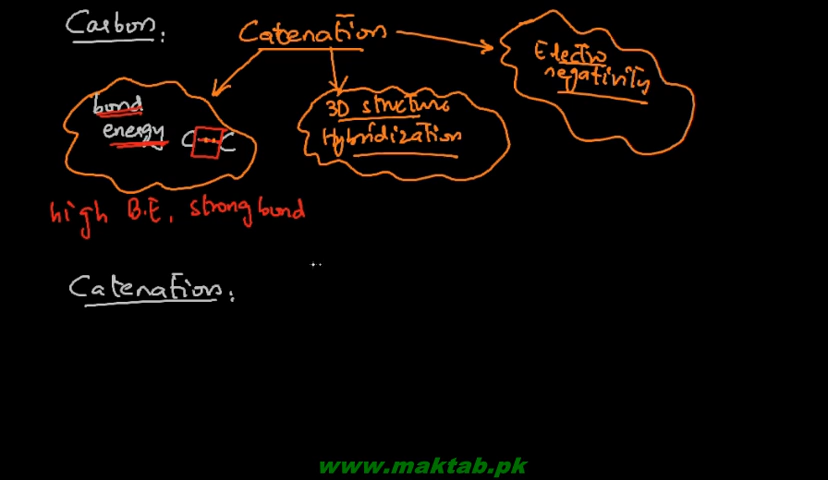 Carbon.
Catenation
Electro
negativity
bond
energy C---C
3D structure
Hybridization
high B.E, strong bond
Catenation.
www.maktab.pk